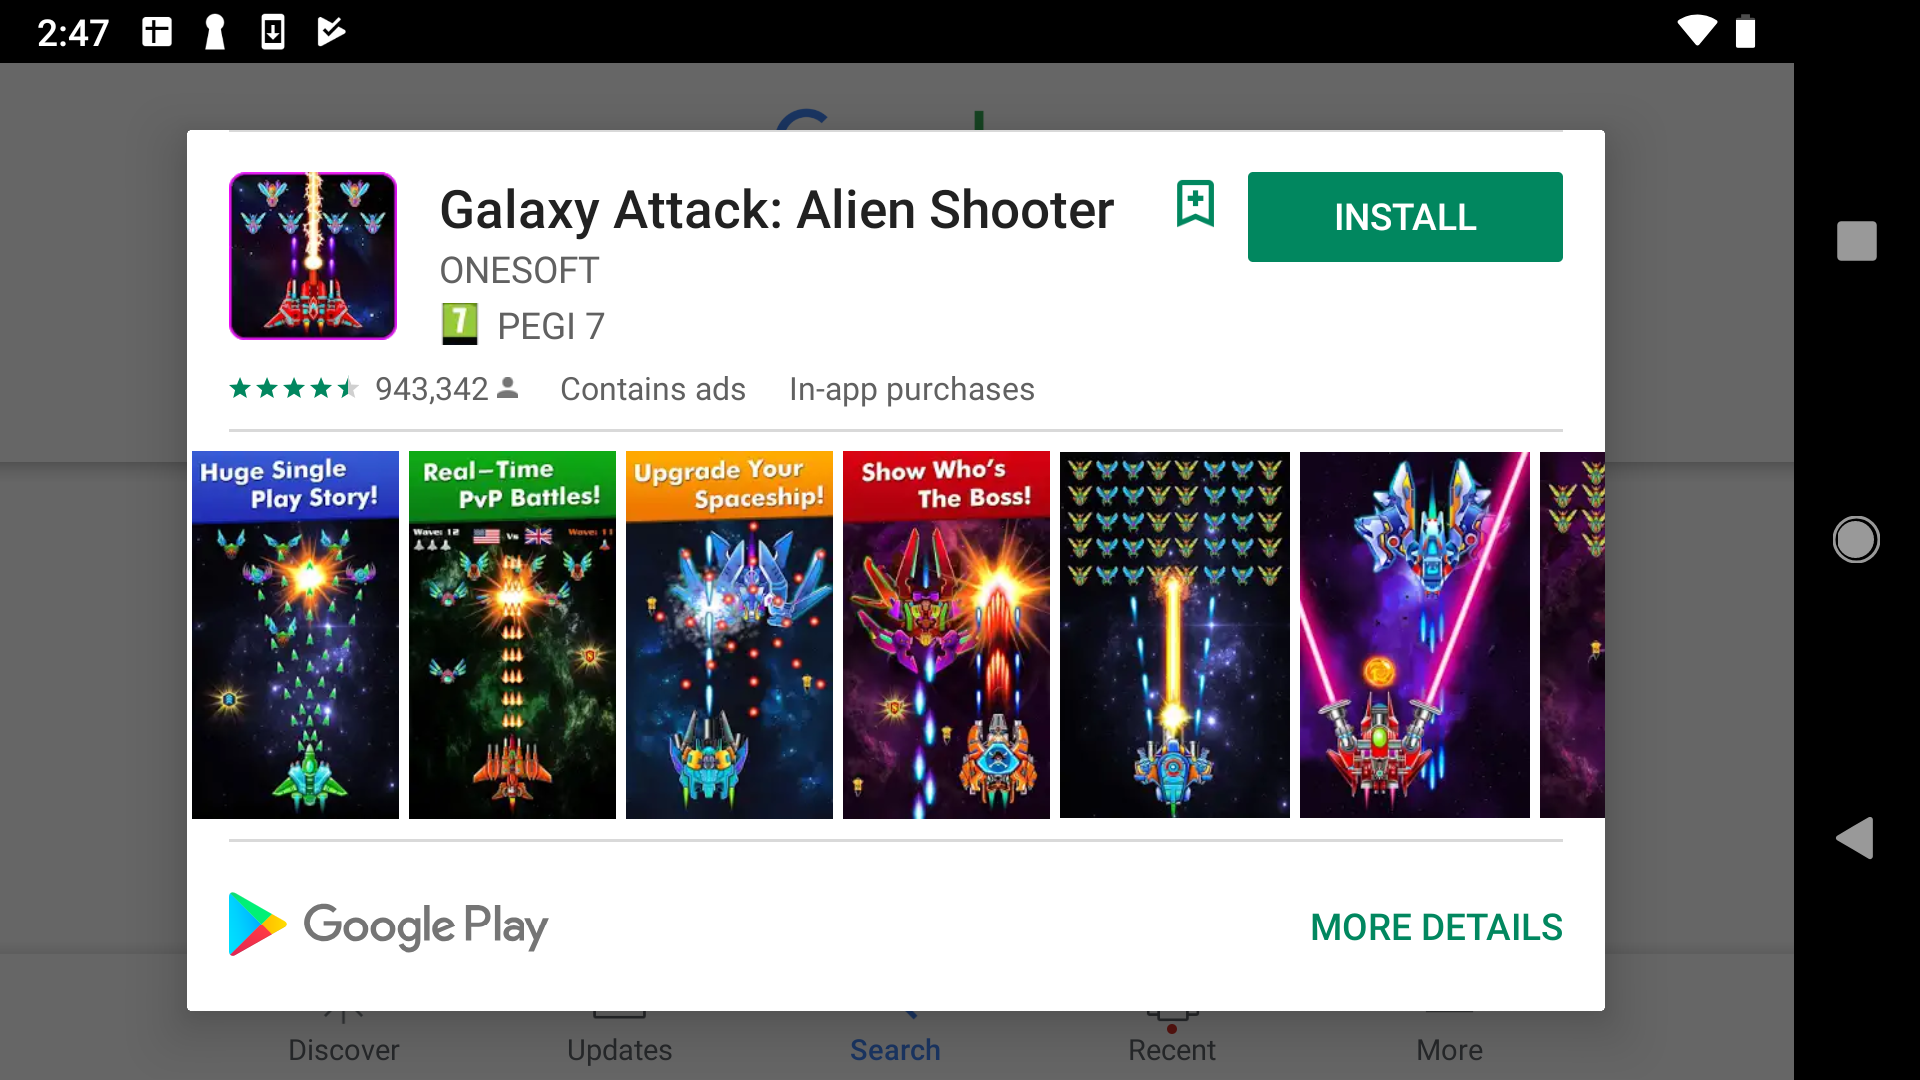 2:47
Galaxy Attack: Alien Shooter
INSTALL
ONESOFT
7 PEGI 7
943,342 Contains ads In-app purchases
Huge Single
Play Story!
Real-Time
PvP Battles!
Wave: 12 Vs Wave: 11
Upgrade Your
Spaceship!
Show Who's
The Boss!
Google Play
MORE DETAILS
Discover Updates Search Recent More